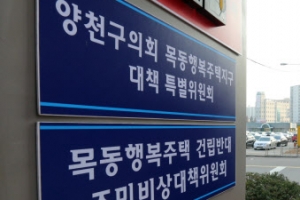 양천구의회 목동행복주택지구
대책 특별위원회
목동행복주택 건립반대
주민비상대책위원회